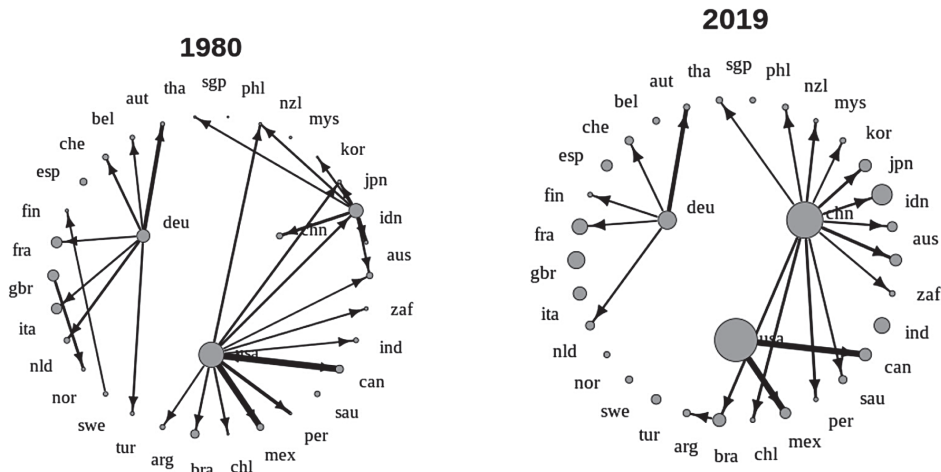 1980
tha
sgp
phl
aut
nzl
bel
mys
che
kor
esp
jpn
fin
deu
idn
chn
fra
aus
gbr
zaf
ita
usa
ind
nld
can
nor
sau
swe
per
tur
mex
arg
bra
chl
2019
sgp
tha
phl
aut
nzl
bel
mys
che
kor
esp
jpn
fin
idn
deu
chn
fra
aus
gbr
zaf
ita
ind
usa
nld
can
nor
sau
swe
per
tur
mex
arg
bra
chl